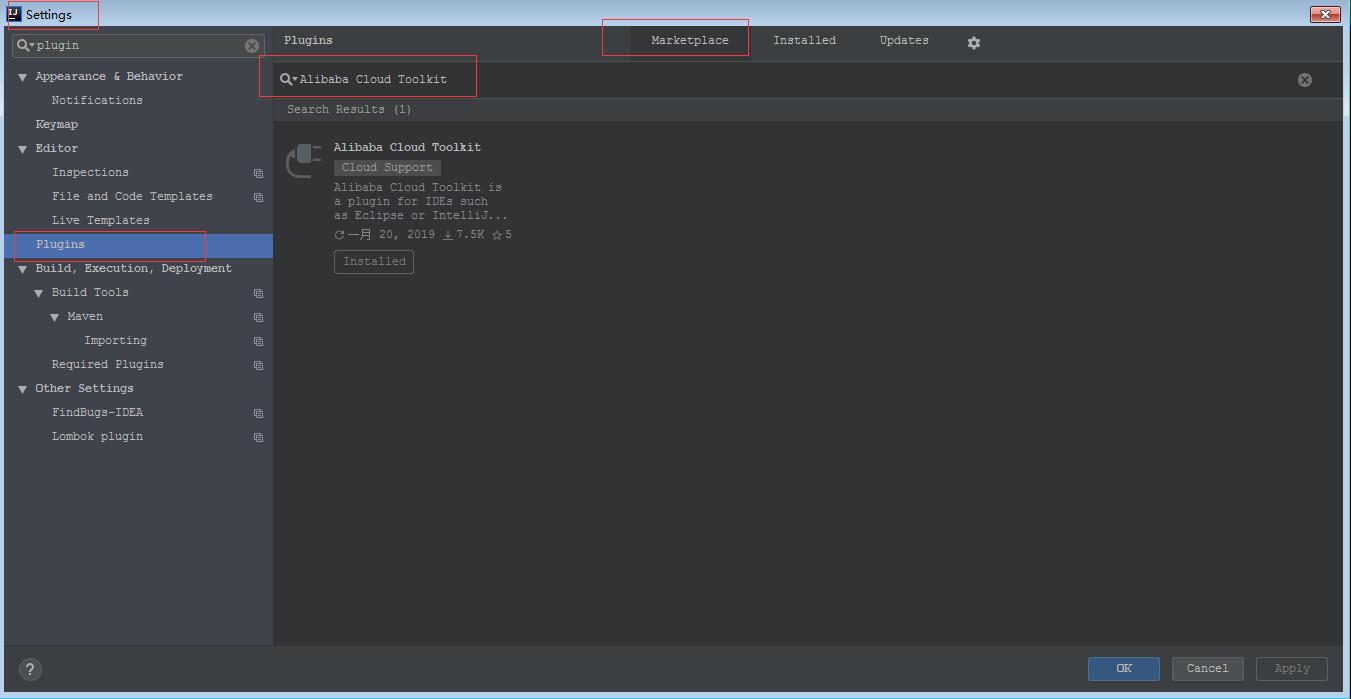 Settings
plugin
Appearance & Behavior
Notifications
Keymap
Editor
Inspections
File and Code Templates
Live Templates
Plugins
Build, Execution, Deployment
Build Tools
Maven
Importing
Required Plugins
Other Settings
FindBugs-IDEA
Lombok plugin
Plugins
Marketplace
Installed
Updates
Alibaba Cloud Toolkit
Search Results (1)
Alibaba Cloud Toolkit
Cloud Support
Alibaba Cloud Toolkit is
a plugin for IDEs such
as Eclipse or IntelliJ...
一月 20, 2019 7.5K 5
Installed
?
OK
Cancel
Apply